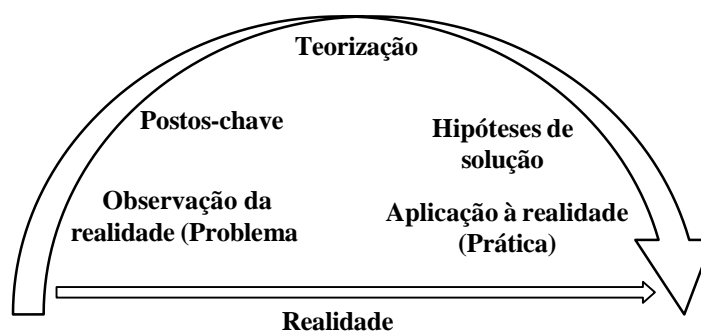 Teorização
Postos-chave
Hipóteses de
solução
Observação da
realidade (Problema
Aplicação à realidade
(Prática)
Realidade